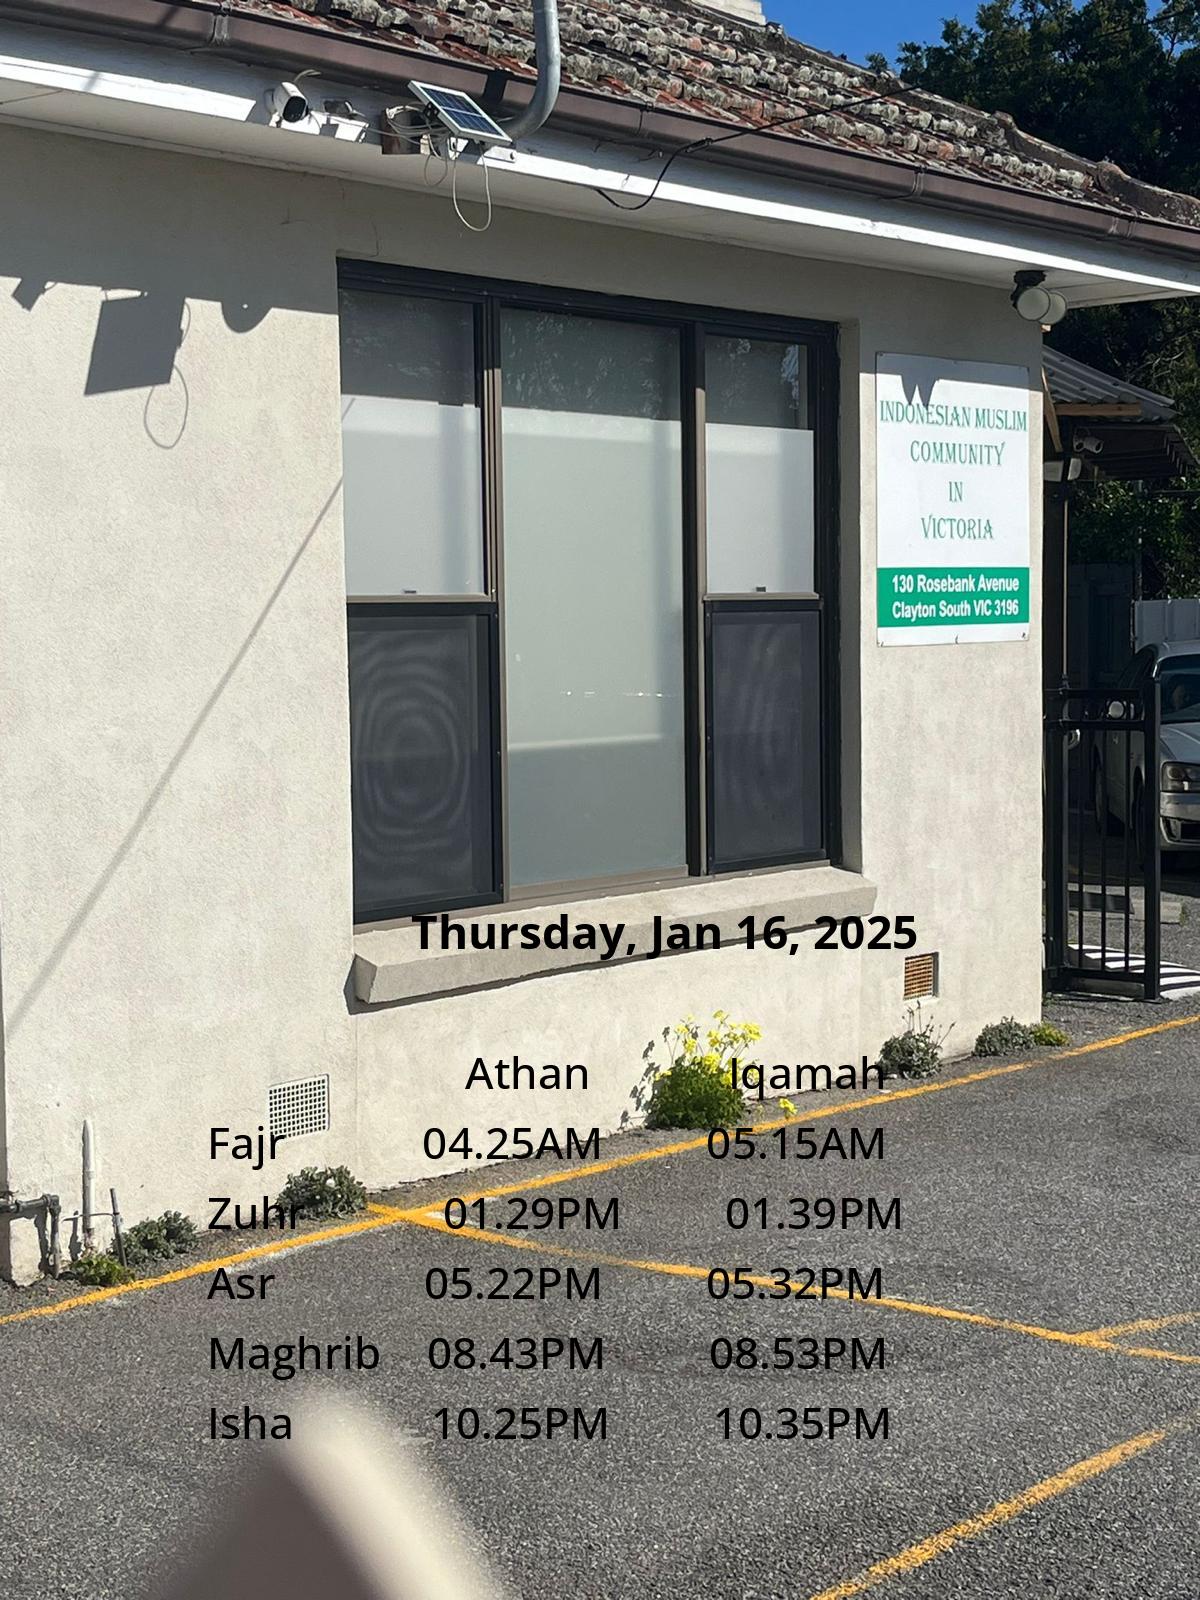 INDONESIAN MUSLIM
COMMUNITY
IN
VICTORIA
130 Rosebank Avenue
Clayton South VIC 3196
Thursday, Jan 16, 2025
Athan Iqamah
Fajr 04.25AM 05.15AM
Zuhr 01.29PM 01.39PM
Asr 05.22PM 05.32PM
Maghrib 08.43PM 08.53PM
Isha 10.25PM 10.35PM